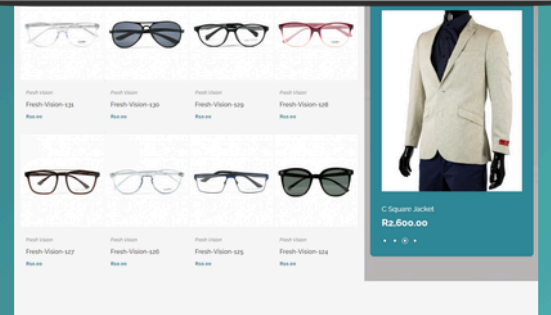 Fresh Vision Fresh Vision Fresh Vision Fresh Vision
Fresh-Vision-131 Fresh-Vision-130 Fresh-Vision-129 Fresh-Vision-128
Fresh Vision Fresh Vision Fresh Vision Fresh Vision
Fresh-Vision-127 Fresh-Vision-126 Fresh-Vision-125 Fresh-Vision-124
C Square Jacket
R2,600.00